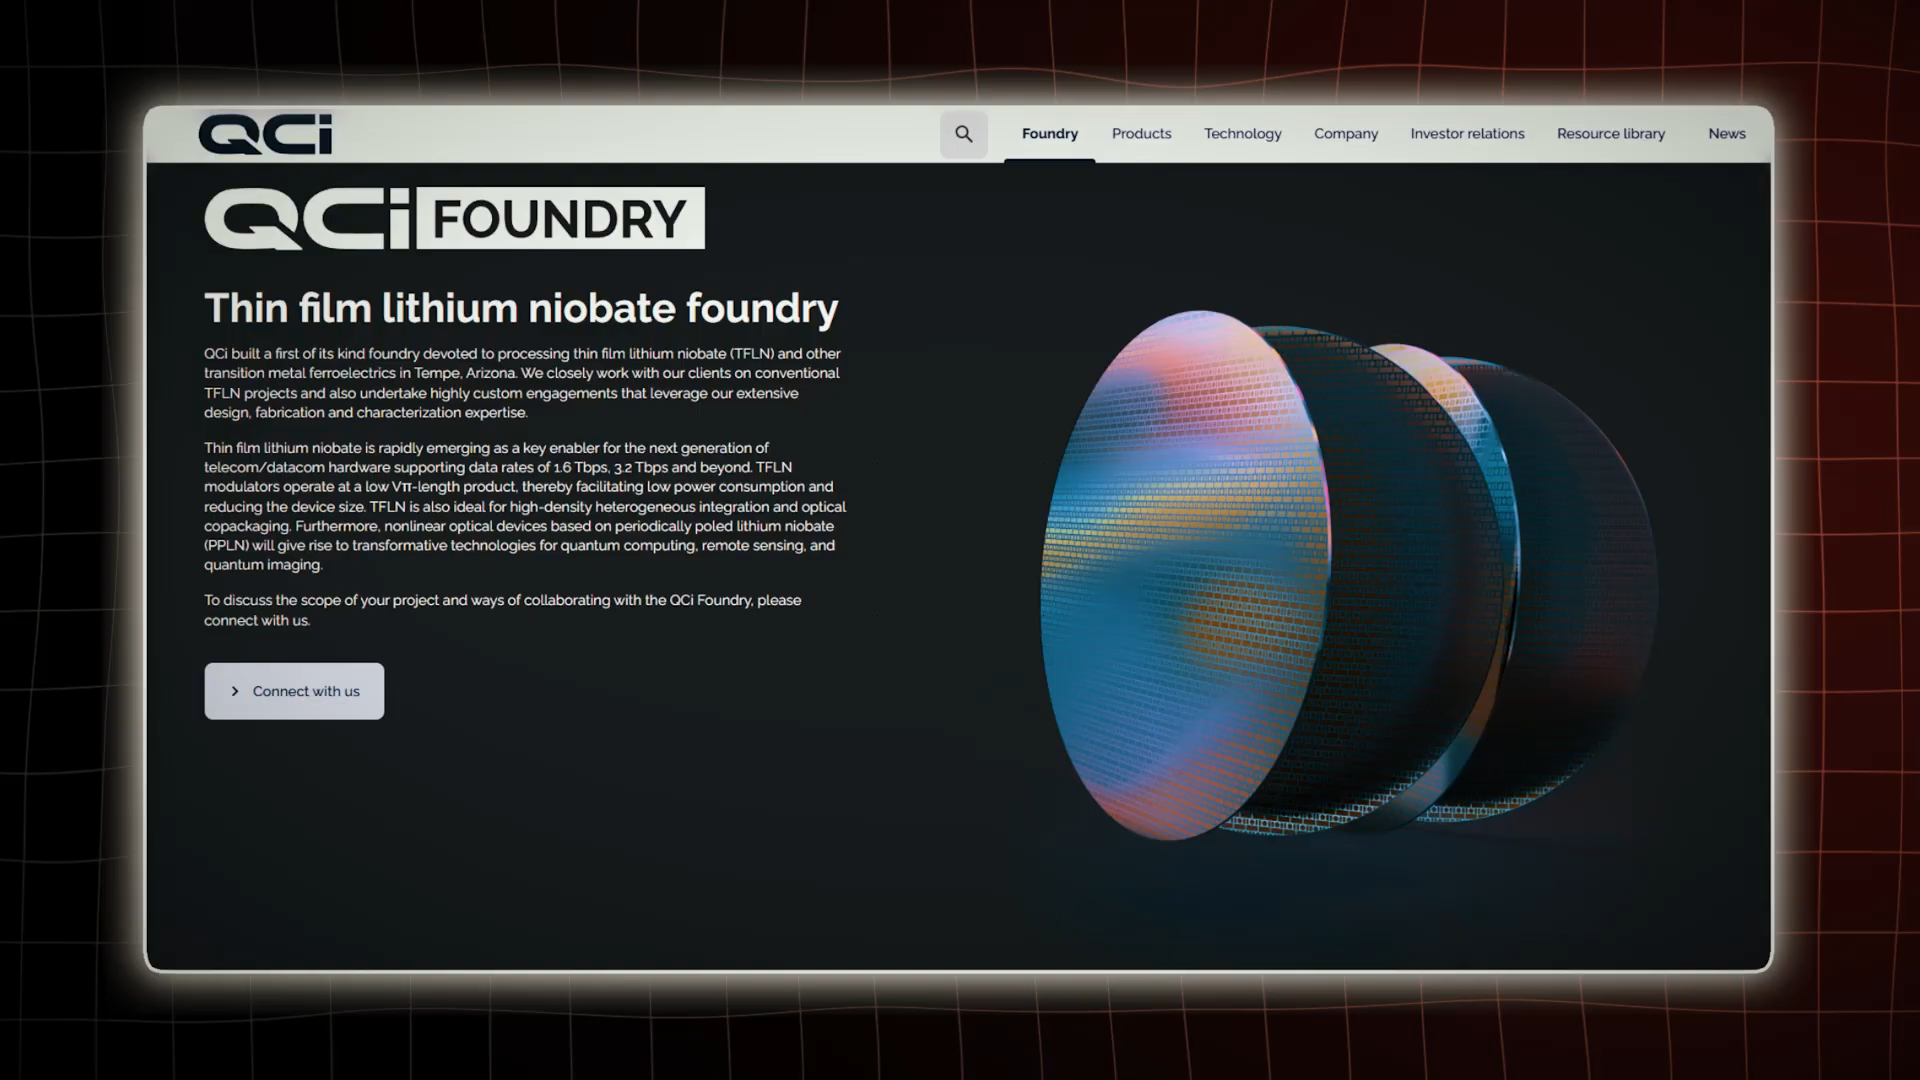 QCi
Foundry
Products
Technology
Company
Investor relations
Resource library
News
QCi FOUNDRY
Thin film lithium niobate foundry
QCi built a first of its kind foundry devoted to processing thin film lithium niobate (TFLN) and other
transition metal ferroelectrics in Tempe, Arizona. We closely work with our clients on conventional
TFLN projects and also undertake highly custom engagements that leverage our extensive
design, fabrication and characterization expertise.
Thin film lithium niobate is rapidly emerging as a key enabler for the next generation of
telecom/datacom hardware supporting data rates of 1.6 Tbps, 3.2 Tbps and beyond. TFLN
modulators operate at a low Vπ-length product, thereby facilitating low power consumption and
reducing the device size. TFLN is also ideal for high-density heterogeneous integration and optical
copackaging. Furthermore, nonlinear optical devices based on periodically poled lithium niobate
(PPLN) will give rise to transformative technologies for quantum computing, remote sensing, and
quantum imaging.
To discuss the scope of your project and ways of collaborating with the QCi Foundry, please
connect with us.
Connect with us